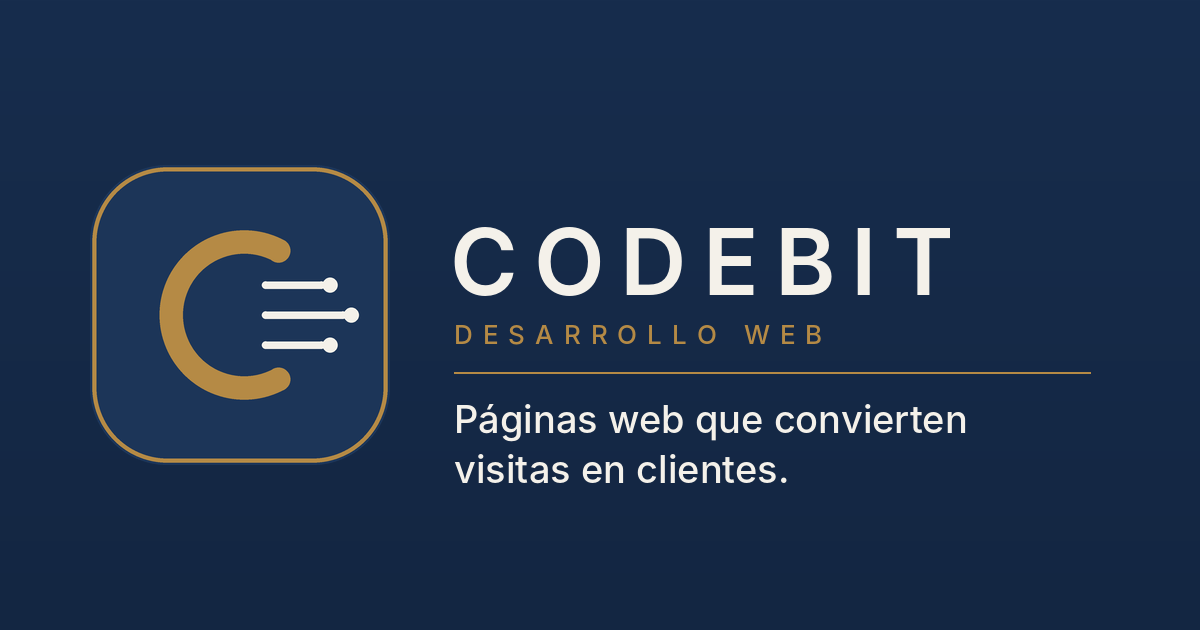 CODEBIT
DESARROLLO WEB
Páginas web que convierten
visitas en clientes.